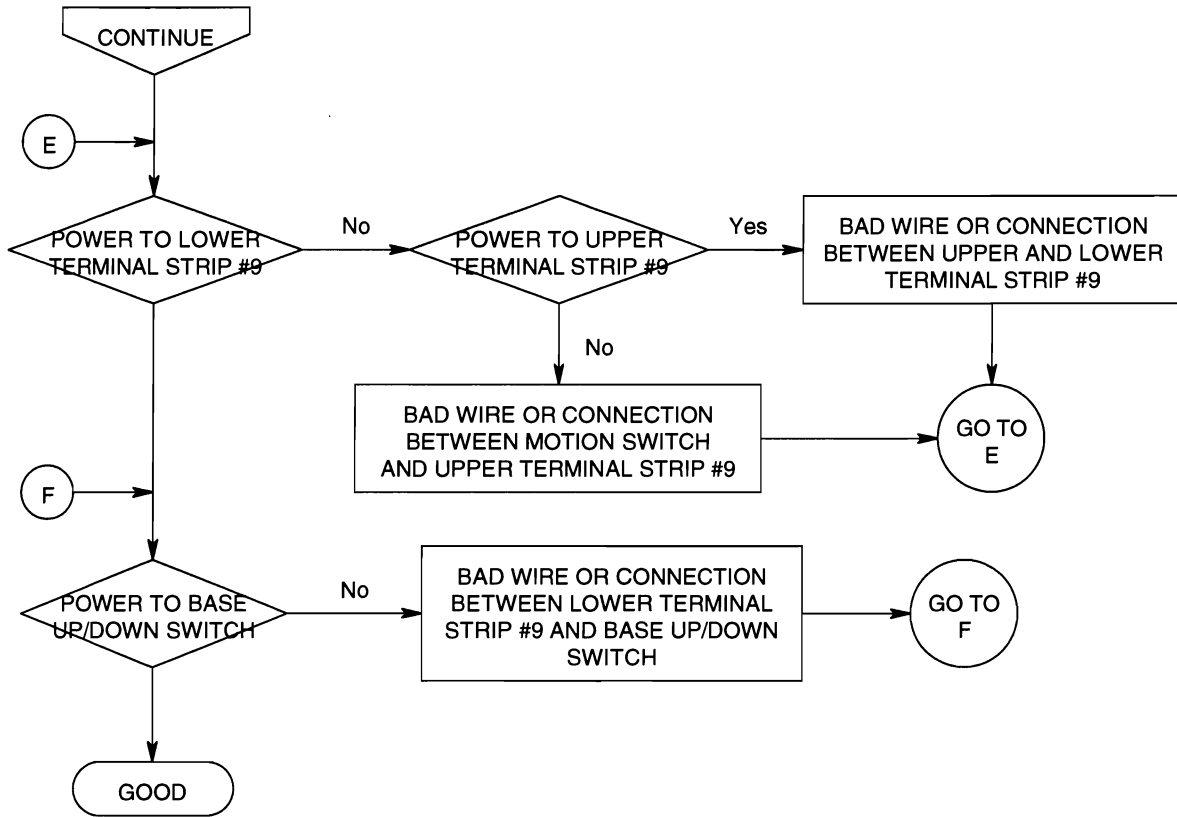 CONTINUE
E
POWER TO LOWER
TERMINAL STRIP #9
No
POWER TO UPPER
TERMINAL STRIP #9
Yes
BAD WIRE OR CONNECTION
BETWEEN UPPER AND LOWER
TERMINAL STRIP #9
No
BAD WIRE OR CONNECTION
BETWEEN MOTION SWITCH
AND UPPER TERMINAL STRIP #9
GO TO
E
F
POWER TO BASE
UP/DOWN SWITCH
No
BAD WIRE OR CONNECTION
BETWEEN LOWER TERMINAL
STRIP #9 AND BASE UP/DOWN
SWITCH
GO TO
F
GOOD